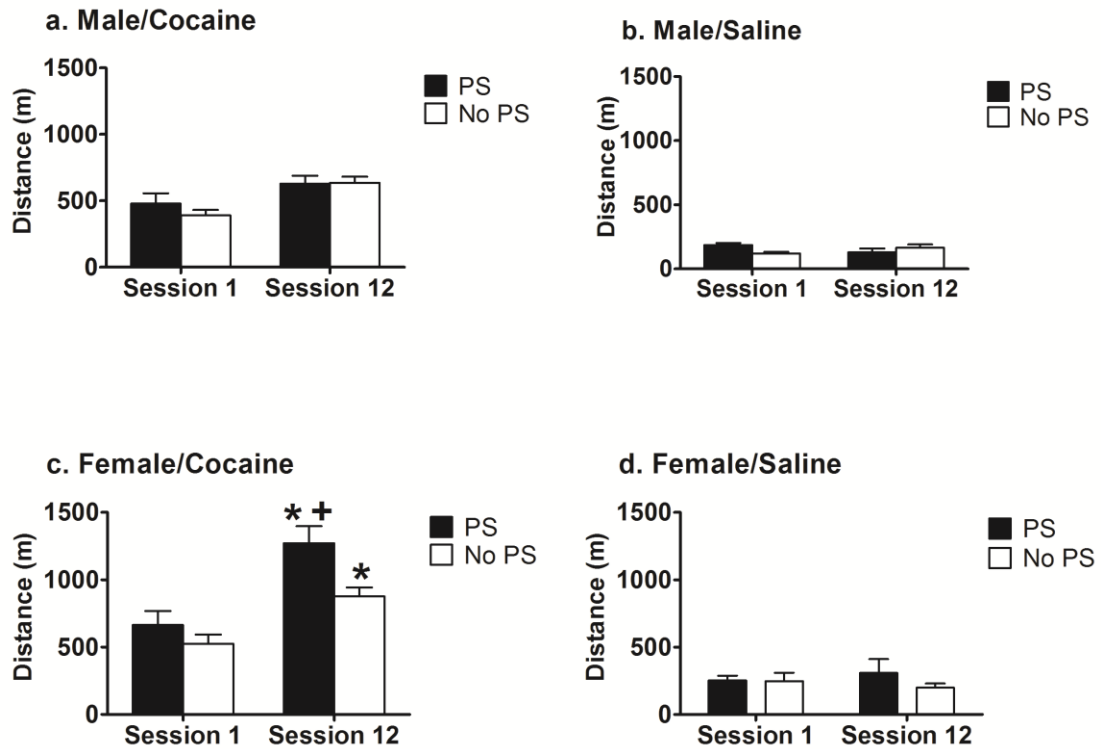 a. Male/Cocaine
1500
1000
500
0
Distance (m)
Session 1 Session 12
PS
No PS
b. Male/Saline
1500
1000
500
0
Distance (m)
Session 1 Session 12
PS
No PS
c. Female/Cocaine
1500
1000
500
0
Distance (m)
* +
*
Session 1 Session 12
PS
No PS
d. Female/Saline
1500
1000
500
0
Distance (m)
Session 1 Session 12
PS
No PS